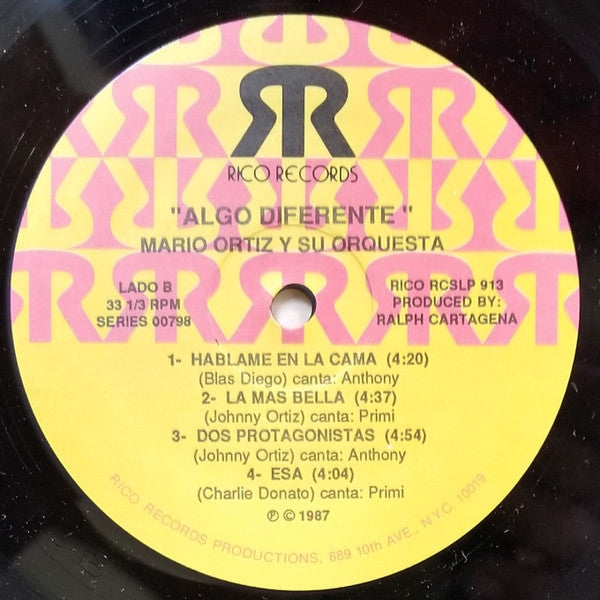 RR
RICO RECORDS
"ALGO DIFERENTE "
MARIO ORTIZ Y SU ORQUESTA
LADO B
33 1/3 RPM
SERIES 00798
RICO RCSLP 913
PRODUCED BY:
RALPH CARTAGENA
1- HABLAME EN LA CAMA (4:20)
(Blas Diego) canta: Anthony
2- LA MAS BELLA (4:37)
(Johnny Ortiz) canta: Primi
3- DOS PROTAGONISTAS (4:54)
(Johnny Ortiz) canta: Anthony
4- ESA (4:04)
(Charlie Donato) canta: Primi
℗ © 1987
RICO RECORDS PRODUCTIONS, 889 10th AVE., N.Y.C. 10019